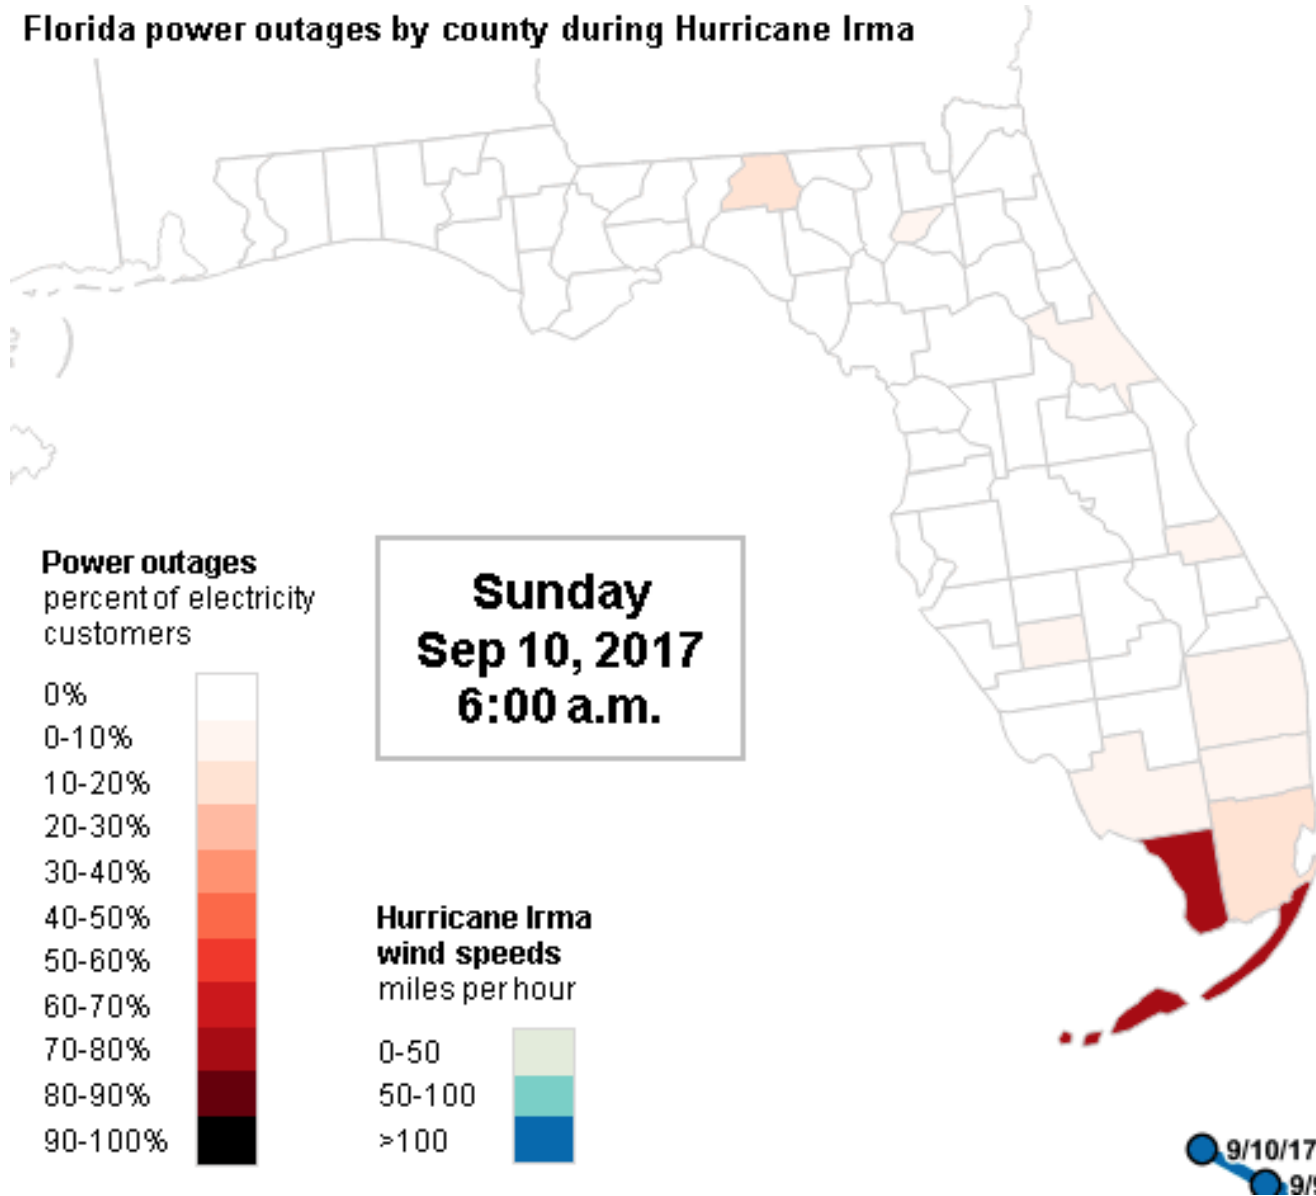 Florida power outages by county during Hurricane Irma
Sunday
Sep 10, 2017
6:00 a.m.
Power outages
percent of electricity
customers
0%
0-10%
10-20%
20-30%
30-40%
40-50%
50-60%
60-70%
70-80%
80-90%
90-100%
Hurricane Irma
wind speeds
miles per hour
0-50
50-100
>100
9/10/17
9/